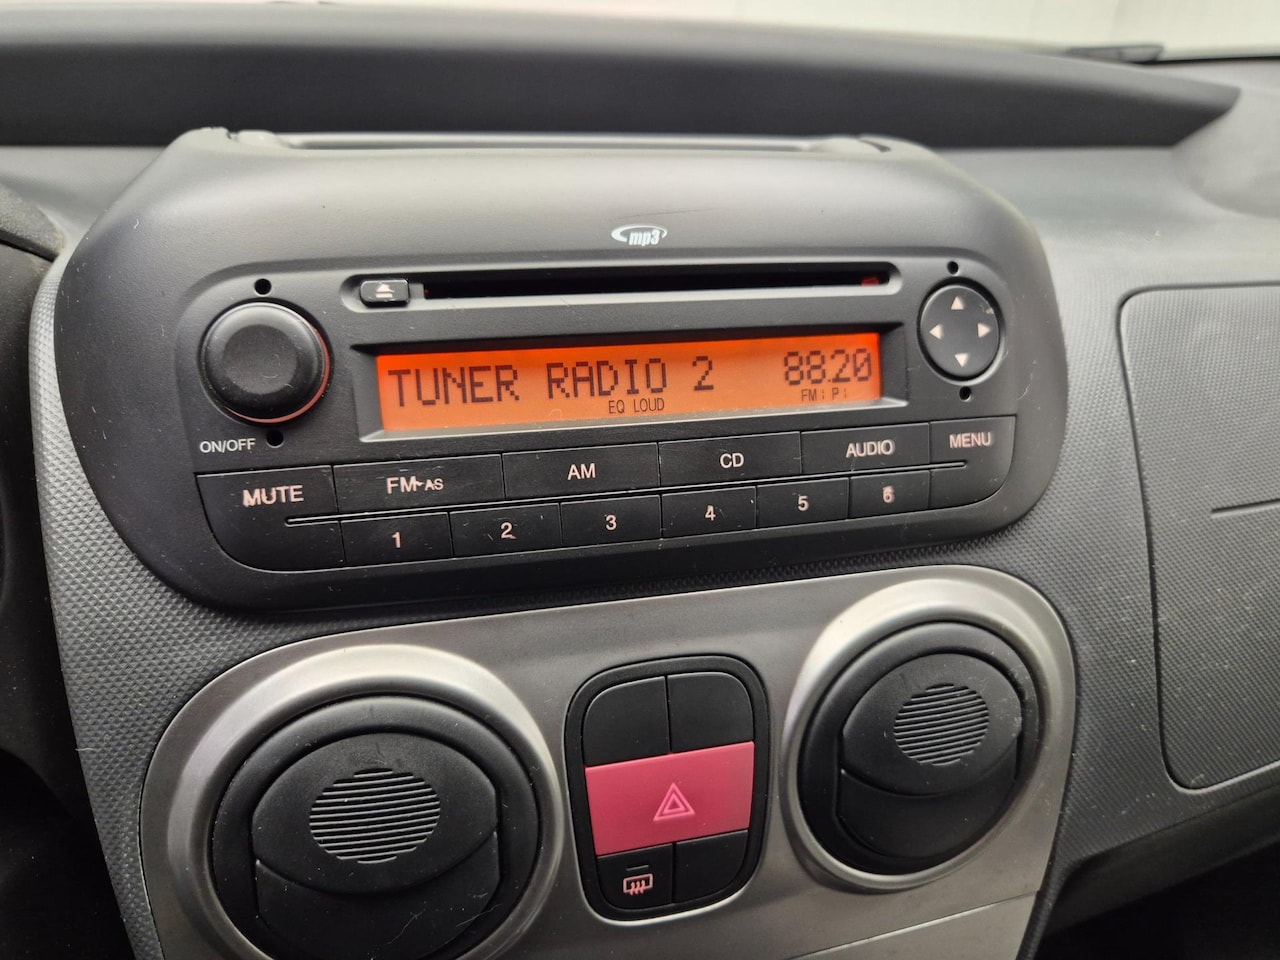 mp3
TUNER RADIO 2 88.20
EQ LOUD FM1 P1
ON/OFF
MUTE FM-AS AM CD AUDIO MENU
1 2 3 4 5 6